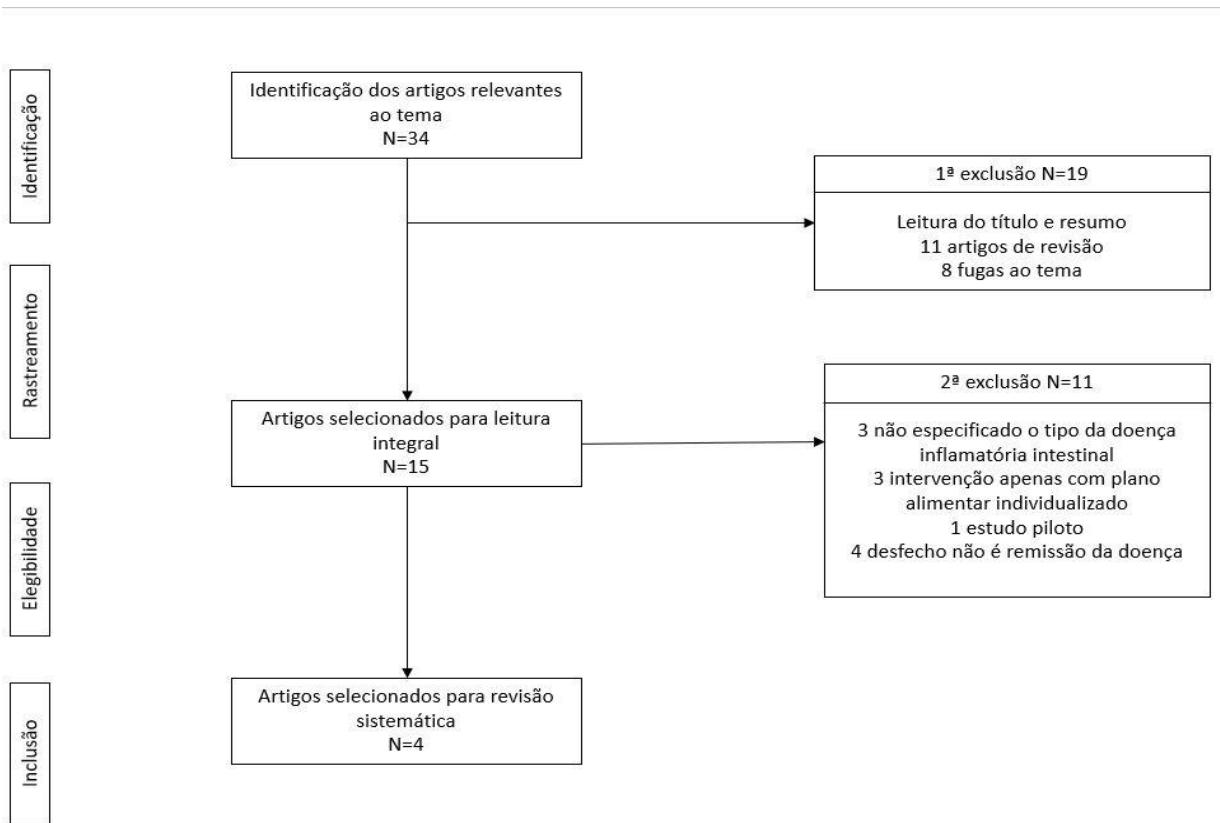 Identificação
Identificação dos artigos relevantes
ao tema
N=34
1ª exclusão N=19
Leitura do título e resumo
11 artigos de revisão
8 fugas ao tema
Rastreamento
Artigos selecionados para leitura
integral
N=15
2ª exclusão N=11
3 não especificado o tipo da doença
inflamatória intestinal
3 intervenção apenas com plano
alimentar individualizado
1 estudo piloto
4 desfecho não é remissão da doença
Elegibilidade
Inclusão
Artigos selecionados para revisão
sistemática
N=4